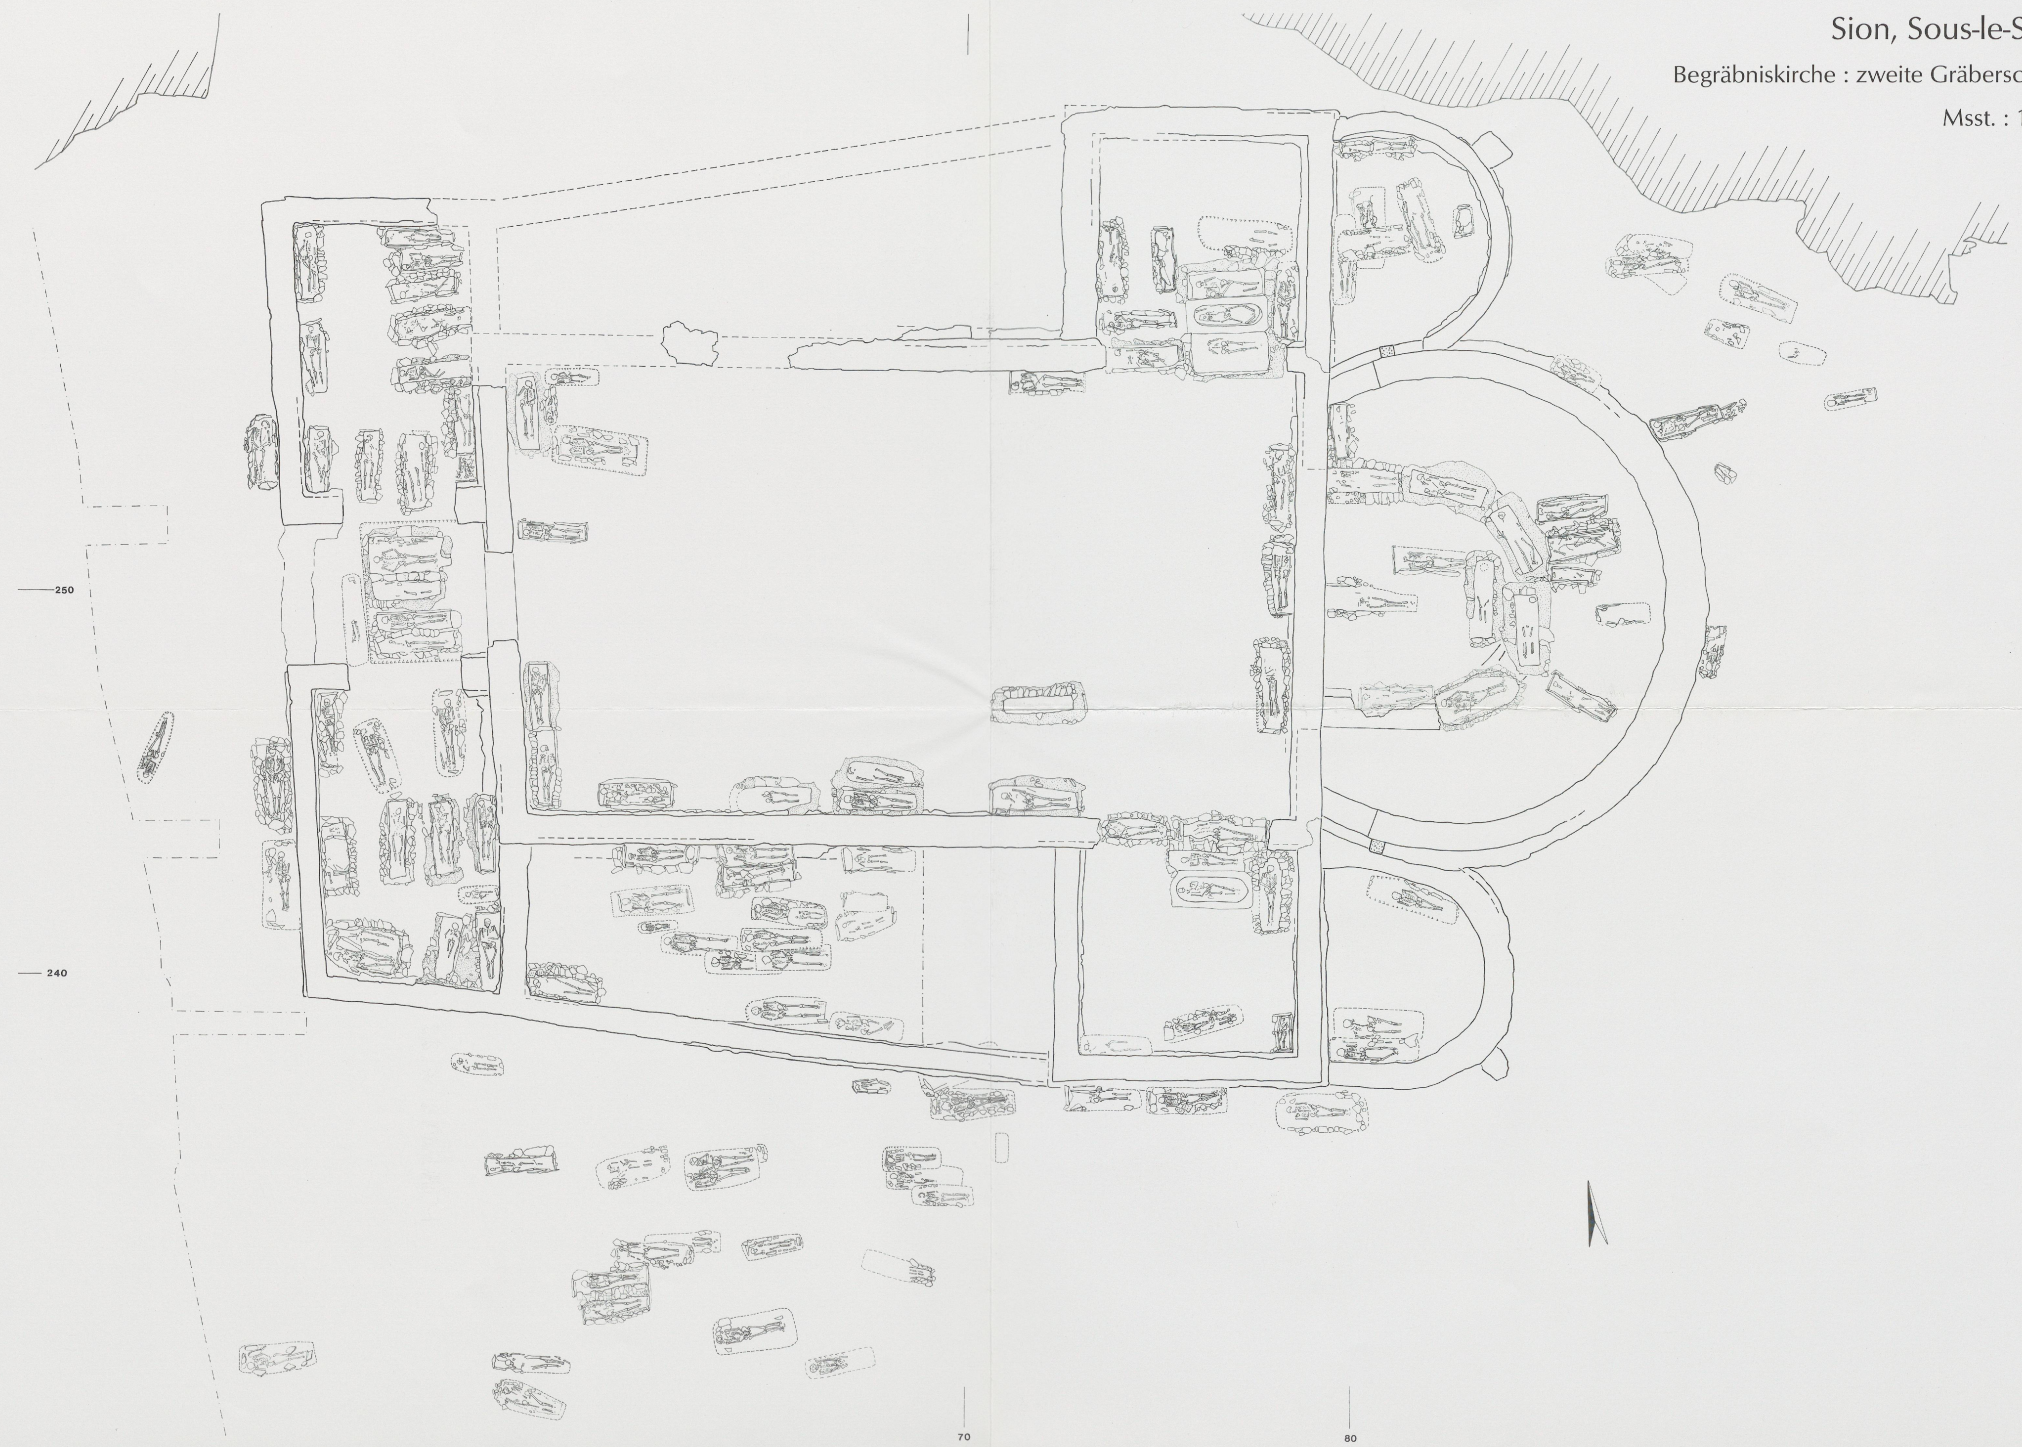 Sion, Sous-le-S
Begräbniskirche : zweite Gräbersc
Msst. : 1
250
240
70
80